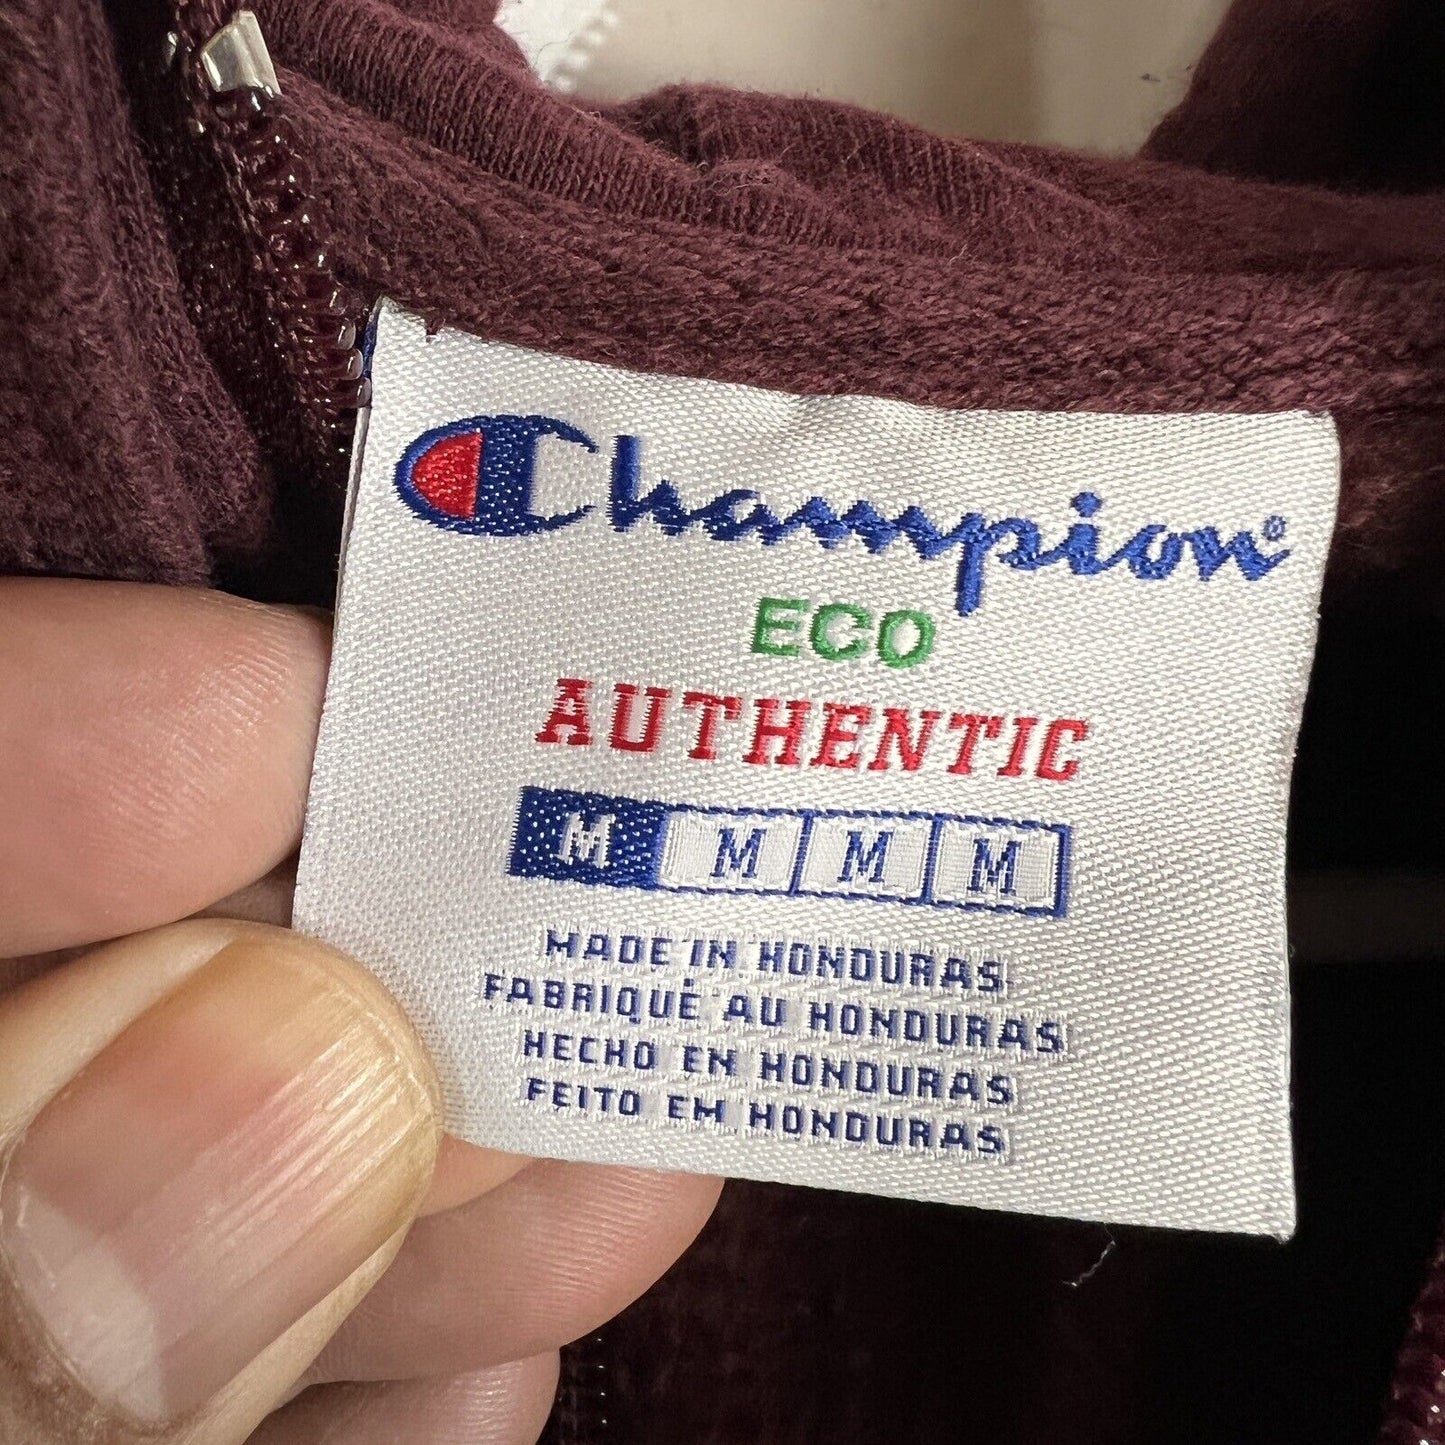 Champion®
ECO
AUTHENTIC
M M M M
MADE IN HONDURAS
FABRIQUÉ AU HONDURAS
HECHO EN HONDURAS
FEITO EM HONDURAS